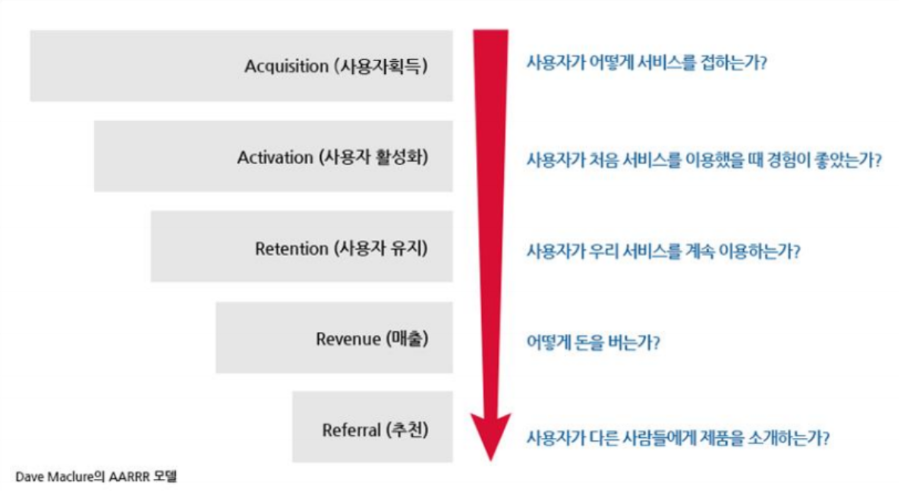 Acquisition (사용자획득)
사용자가 어떻게 서비스를 접하는가?
Activation (사용자 활성화)
사용자가 처음 서비스를 이용했을 때 경험이 좋았는가?
Retention (사용자 유지)
사용자가 우리 서비스를 계속 이용하는가?
Revenue (매출)
어떻게 돈을 버는가?
Referral (추천)
사용자가 다른 사람들에게 제품을 소개하는가?
Dave Maclure의 AARRR 모델